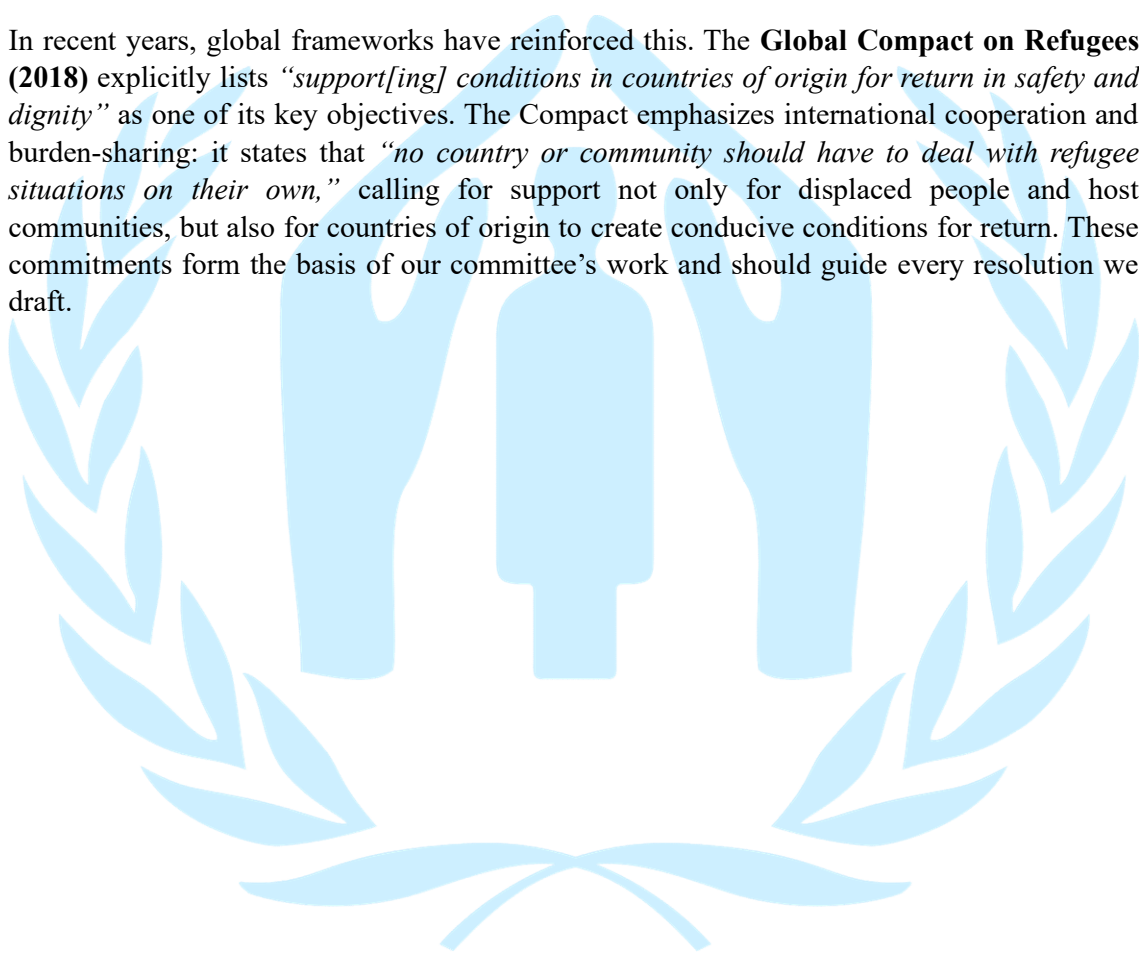 In recent years, global frameworks have reinforced this. The Global Compact on Refugees
(2018) explicitly lists “support[ing] conditions in countries of origin for return in safety and
dignity” as one of its key objectives. The Compact emphasizes international cooperation and
burden-sharing: it states that “no country or community should have to deal with refugee
situations on their own,” calling for support not only for displaced people and host
communities, but also for countries of origin to create conducive conditions for return. These
commitments form the basis of our committee’s work and should guide every resolution we
draft.